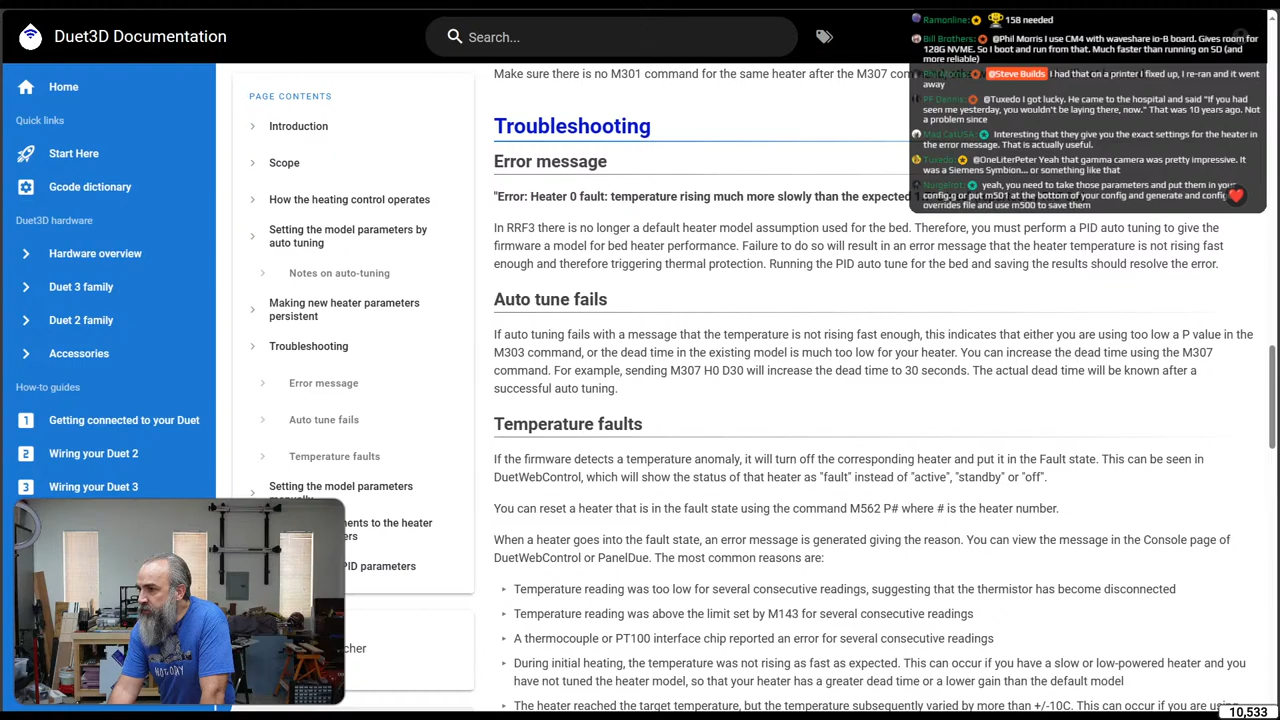 Duet3D Documentation
Search...
Home
Quick links
Start Here
Gcode dictionary
Duet3D hardware
Hardware overview
Duet 3 family
Duet 2 family
Accessories
How-to guides
1 Getting connected to your Duet
2 Wiring your Duet 2
3 Wiring your Duet 3
PAGE CONTENTS
Introduction
Scope
How the heating control operates
Setting the model parameters by
auto tuning
Notes on auto-tuning
Making new heater parameters
persistent
Troubleshooting
Error message
Auto tune fails
Temperature faults
Setting the model parameters
ents to the heater
PID parameters
Make sure there is no M301 command for the same heater after the M307 com
Troubleshooting
Error message
"Error: Heater 0 fault: temperature rising much more slowly than the expected
In RRF3 there is no longer a default heater model assumption used for the bed. Therefore, you must perform a PID auto tuning to give the
firmware a model for bed heater performance. Failure to do so will result in an error message that the heater temperature is not rising fast
enough and therefore triggering thermal protection. Running the PID auto tune for the bed and saving the results should resolve the error.
Auto tune fails
If auto tuning fails with a message that the temperature is not rising fast enough, this indicates that either you are using too low a P value in the
M303 command, or the dead time in the existing model is much too low for your heater. You can increase the dead time using the M307
command. For example, sending M307 H0 D30 will increase the dead time to 30 seconds. The actual dead time will be known after a
successful auto tuning.
Temperature faults
If the firmware detects a temperature anomaly, it will turn off the corresponding heater and put it in the Fault state. This can be seen in
DuetWebControl, which will show the status of that heater as "fault" instead of "active", "standby" or "off".
You can reset a heater that is in the fault state using the command M562 P# where # is the heater number.
When a heater goes into the fault state, an error message is generated giving the reason. You can view the message in the Console page of
DuetWebControl or PanelDue. The most common reasons are:
Temperature reading was too low for several consecutive readings, suggesting that the thermistor has become disconnected
Temperature reading was above the limit set by M143 for several consecutive readings
A thermocouple or PT100 interface chip reported an error for several consecutive readings
During initial heating, the temperature was not rising as fast as expected. This can occur if you have a slow or low-powered heater and you
have not tuned the heater model, so that your heater has a greater dead time or a lower gain than the default model
The heater reached the target temperature, but the temperature subsequently varied by more than +/-10C. This can occur if you are using
Ramonline: 158 needed
Bill Brothers: @Phil Morris I use CM4 with waveshare io-B board. Gives room for
128G NVME. So I boot and run from that. Much faster than running on SD (and
more reliable)
Phil Morris: @Steve Builds I had that on a printer I fixed up, I re-ran and it went
away
PF Dennis: @Tuxedo I got lucky. He came to the hospital and said "If you had
seen me yesterday, you wouldn't be laying there, now." That was 10 years ago. Not
a problem since
Mad CatUSA: Interesting that they give you the exact settings for the heater in
the error message. That is actually useful.
Tuxedo: @OneLiterPeter Yeah that gamma camera was pretty impressive. It
was a Siemens Symbion... or something like that
yeah, you need to take those parameters and put them in your
config.g or put m501 at the bottom of your config and generate and config
overrides file and use m500 to save them
cher
HOT DAY
10,533